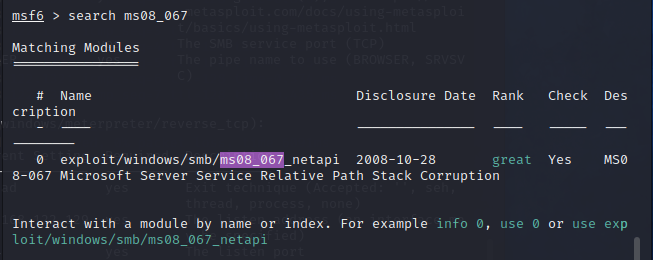 msf6 > search ms08_067
Matching Modules
================
# Name Disclosure Date Rank Check Des
cription
- ---- --------------- ---- ----- ---
--------
0 exploit/windows/smb/ms08_067_netapi 2008-10-28 great Yes MS0
8-067 Microsoft Server Service Relative Path Stack Corruption
Interact with a module by name or index. For example info 0, use 0 or use exp
loit/windows/smb/ms08_067_netapi